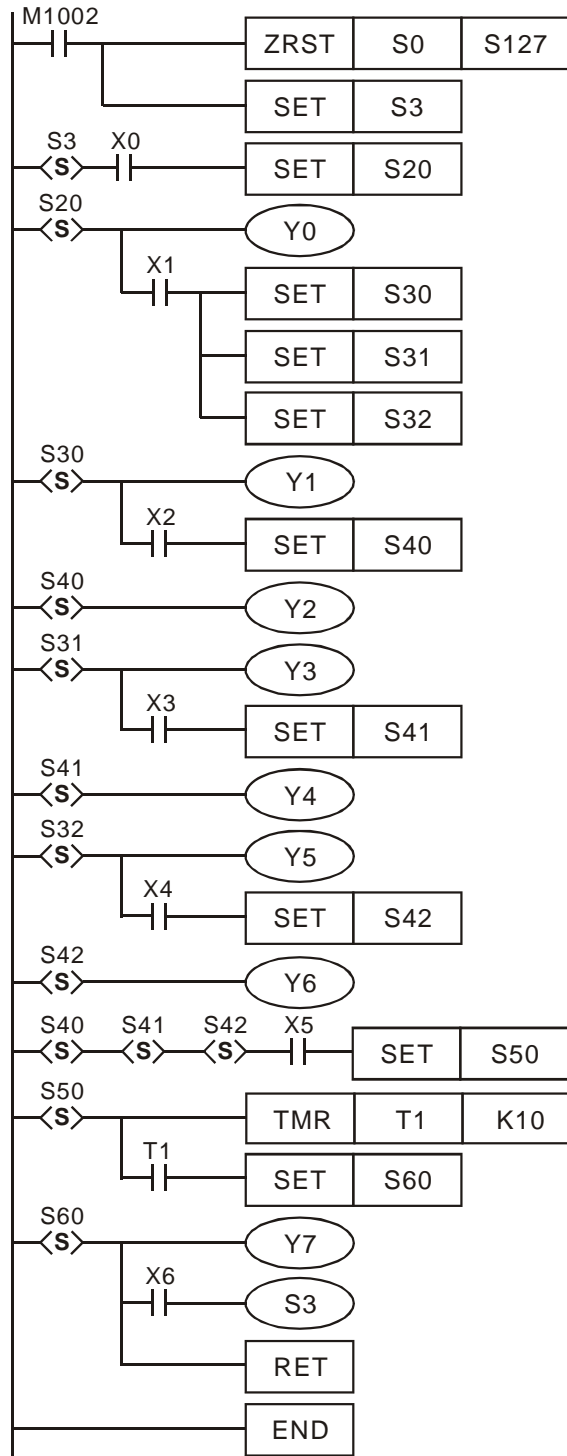 M1002
ZRST S0 S127
SET S3
S3 X0
S SET S20
S20
S Y0
X1
SET S30
SET S31
SET S32
S30
S Y1
X2
SET S40
S40
S Y2
S31
S Y3
X3
SET S41
S41
S Y4
S32
S Y5
X4
SET S42
S42
S Y6
S40 S41 S42 X5
S S S SET S50
S50
S TMR T1 K10
T1
SET S60
S60
S Y7
X6
S3
RET
END